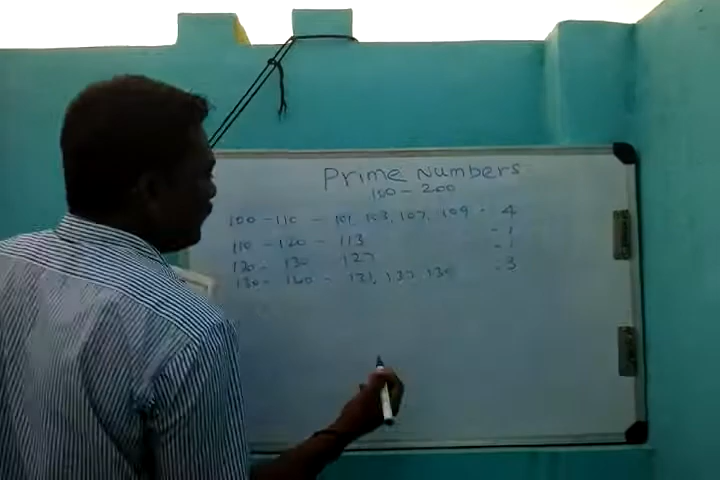 Prime Numbers
100 - 200
100 - 110 - 101, 103, 107, 109 - 4
110 - 120 - 113 - 1
120 - 130 127 - 1
130 - 140 - 131, 137, 139 - 3